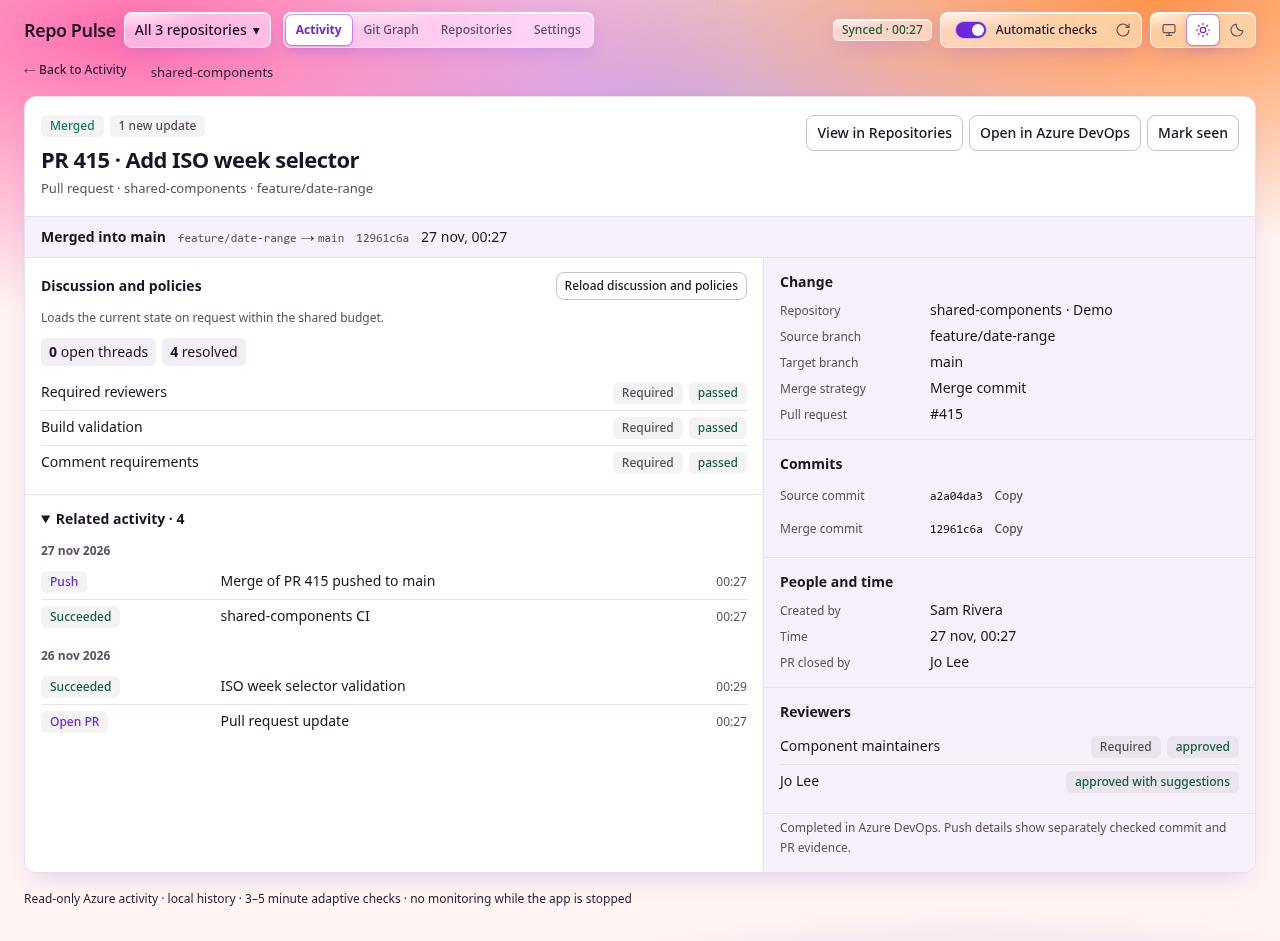 Repo Pulse
All 3 repositories ▾
Activity
Git Graph
Repositories
Settings
Synced · 00:27
Automatic checks
← Back to Activity
shared-components
Merged
1 new update
View in Repositories
Open in Azure DevOps
Mark seen
PR 415 · Add ISO week selector
Pull request · shared-components · feature/date-range
Merged into main feature/date-range → main 12961c6a 27 nov, 00:27
Discussion and policies
Reload discussion and policies
Loads the current state on request within the shared budget.
0 open threads
4 resolved
Required reviewers Required passed
Build validation Required passed
Comment requirements Required passed
▼ Related activity · 4
27 nov 2026
Push Merge of PR 415 pushed to main 00:27
Succeeded shared-components CI 00:27
26 nov 2026
Succeeded ISO week selector validation 00:29
Open PR Pull request update 00:27
Change
Repository shared-components · Demo
Source branch feature/date-range
Target branch main
Merge strategy Merge commit
Pull request #415
Commits
Source commit a2a04da3 Copy
Merge commit 12961c6a Copy
People and time
Created by Sam Rivera
Time 27 nov, 00:27
PR closed by Jo Lee
Reviewers
Component maintainers Required approved
Jo Lee approved with suggestions
Completed in Azure DevOps. Push details show separately checked commit and
PR evidence.
Read-only Azure activity · local history · 3–5 minute adaptive checks · no monitoring while the app is stopped